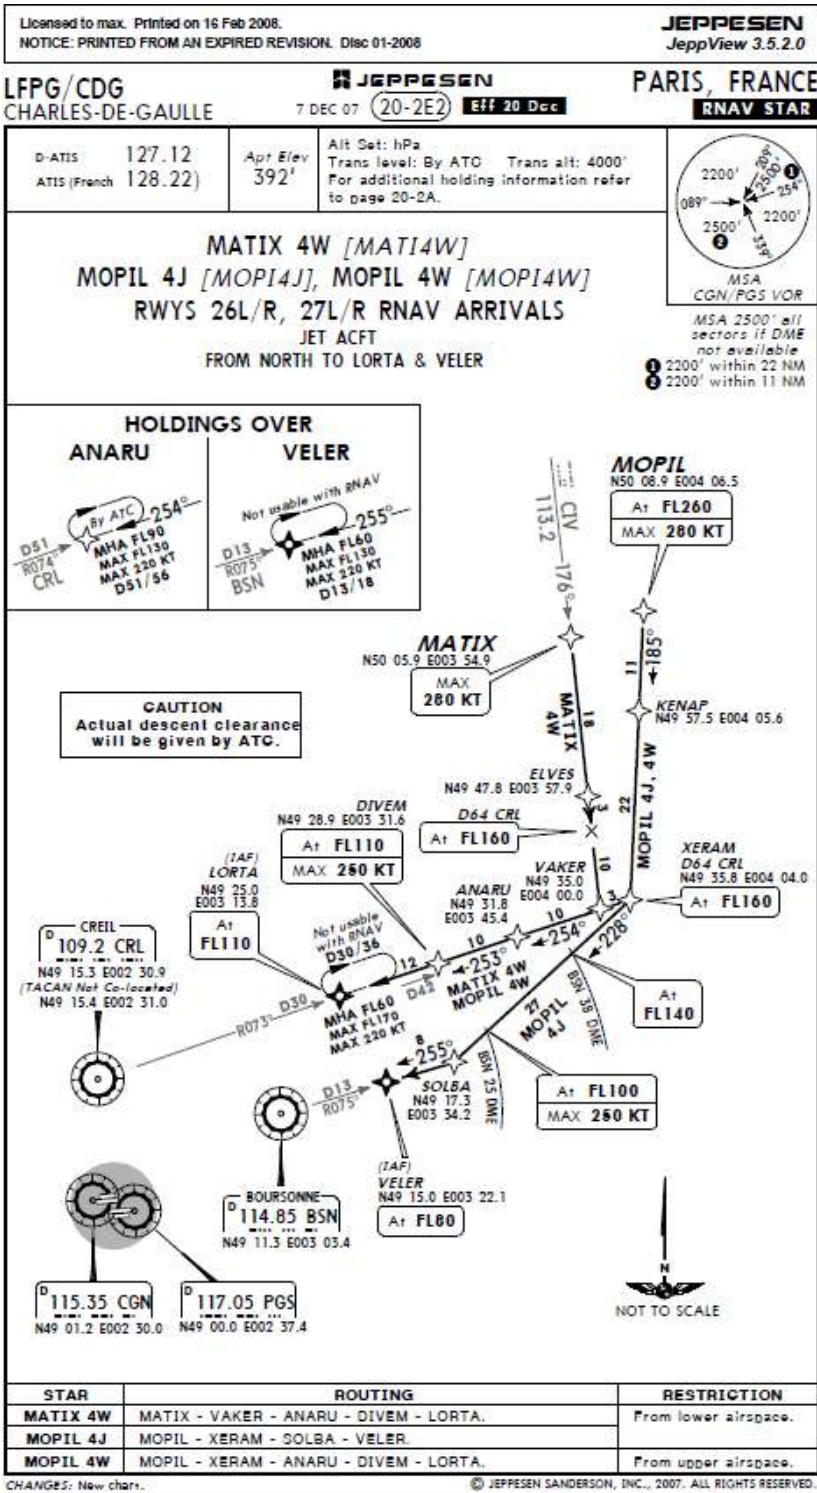 Licensed to max. Printed on 16 Feb 2008.
NOTICE: PRINTED FROM AN EXPIRED REVISION. Disc 01-2008
JEPPESEN
JeppView 3.5.2.0
LFPG/CDG
CHARLES-DE-GAULLE
JEPPESEN
7 DEC 07 20-2E2 Eff 20 Dec
PARIS, FRANCE
RNAV STAR
D-ATIS 127.12
ATIS (French 128.22)
Apt Elev
392'
Alt Set: hPa
Trans level: By ATC Trans alt: 4000'
For additional holding information refer
to page 20-2A.
209°
2200'
2500'
1
254°
089°
2500'
2
2200'
339°
MSA
CGN/PGS VOR
MSA 2500' all
sectors if DME
not available
1 2200' within 22 NM
2 2200' within 11 NM
MATIX 4W [MATI4W]
MOPIL 4J [MOPI4J], MOPIL 4W [MOPI4W]
RWYS 26L/R, 27L/R RNAV ARRIVALS
JET ACFT
FROM NORTH TO LORTA & VELER
HOLDINGS OVER
ANARU
By ATC
254°
D51
R074°
CRL
MHA FL90
MAX FL130
MAX 220 KT
D51/56
VELER
Not usable with RNAV
255°
D13
R075°
BSN
MHA FL60
MAX FL130
MAX 220 KT
D13/18
CIV
113.2
176°
MOPIL
N50 08.9 E004 06.5
At FL260
MAX 280 KT
MATIX
N50 05.9 E003 54.9
MAX
280 KT
11
185°
KENAP
N49 57.5 E004 05.6
CAUTION
Actual descent clearance
will be given by ATC.
18
MATIX
4W
ELVES
N49 47.8 E003 57.9
3
22
MOPIL 4J, 4W
D64 CRL
At FL160
10
DIVEM
N49 28.9 E003 31.6
At FL110
MAX 250 KT
XERAM
D64 CRL
N49 35.8 E004 04.0
At FL160
VAKER
N49 35.0
E004 00.0
3
ANARU
N49 31.8
E003 45.4
(IAF)
LORTA
N49 25.0
E003 13.8
At
FL110
Not usable
with RNAV
D30/36
12
10
10
254°
253°
228°
MATIX 4W
MOPIL 4W
D42
MHA FL60
MAX FL170
MAX 220 KT
R073°
D30
CREIL
D 109.2 CRL
N49 15.3 E002 30.9
(TACAN Not Co-located)
N49 15.4 E002 31.0
BSN 38 DME
At
FL140
27
MOPIL
4J
8
255°
SOLBA
N49 17.3
E003 34.2
BSN 25 DME
At FL100
MAX 250 KT
D13
R075°
(IAF)
VELER
N49 15.0 E003 22.1
At FL80
BOURSONNE
D 114.85 BSN
N49 11.3 E003 03.4
D 115.35 CGN
N49 01.2 E002 30.0
D 117.05 PGS
N49 00.0 E002 37.4
N
NOT TO SCALE
STAR ROUTING RESTRICTION
MATIX 4W MATIX - VAKER - ANARU - DIVEM - LORTA. From lower airspace.
MOPIL 4J MOPIL - XERAM - SOLBA - VELER.
MOPIL 4W MOPIL - XERAM - ANARU - DIVEM - LORTA. From upper airspace.
CHANGES: New chart.
© JEPPESEN SANDERSON, INC., 2007. ALL RIGHTS RESERVED.